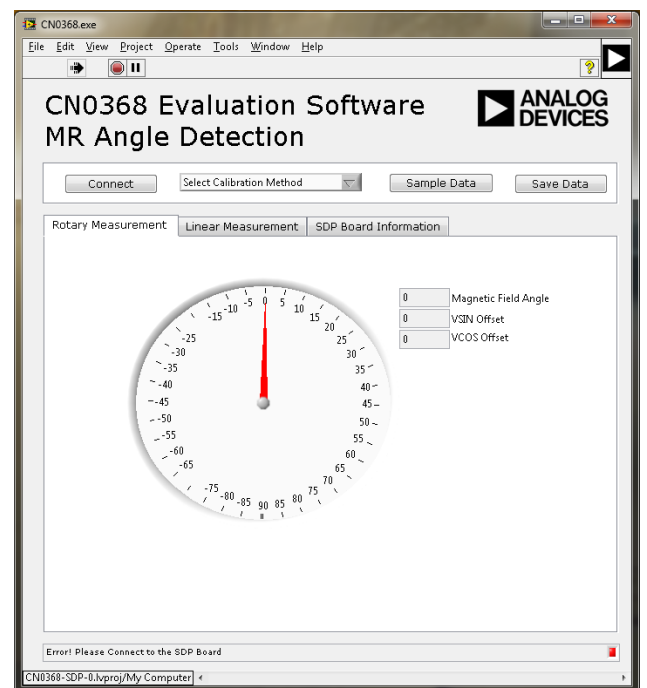 CN0368.exe
File Edit View Project Operate Tools Window Help
CN0368 Evaluation Software
MR Angle Detection
ANALOG
DEVICES
Connect
Select Calibration Method
Sample Data
Save Data
Rotary Measurement
Linear Measurement
SDP Board Information
-15 -10 -5 0 5 10 15
20
-25 25
-30 30
-35 35
-40 40
-45 45
-50 50
-55 55
-60 60
-65 65
70
-75 -80 -85 90 85 80 75
0 Magnetic Field Angle
0 VSIN Offset
0 VCOS Offset
Error! Please Connect to the SDP Board
CN0368-SDP-0.lvproj/My Computer